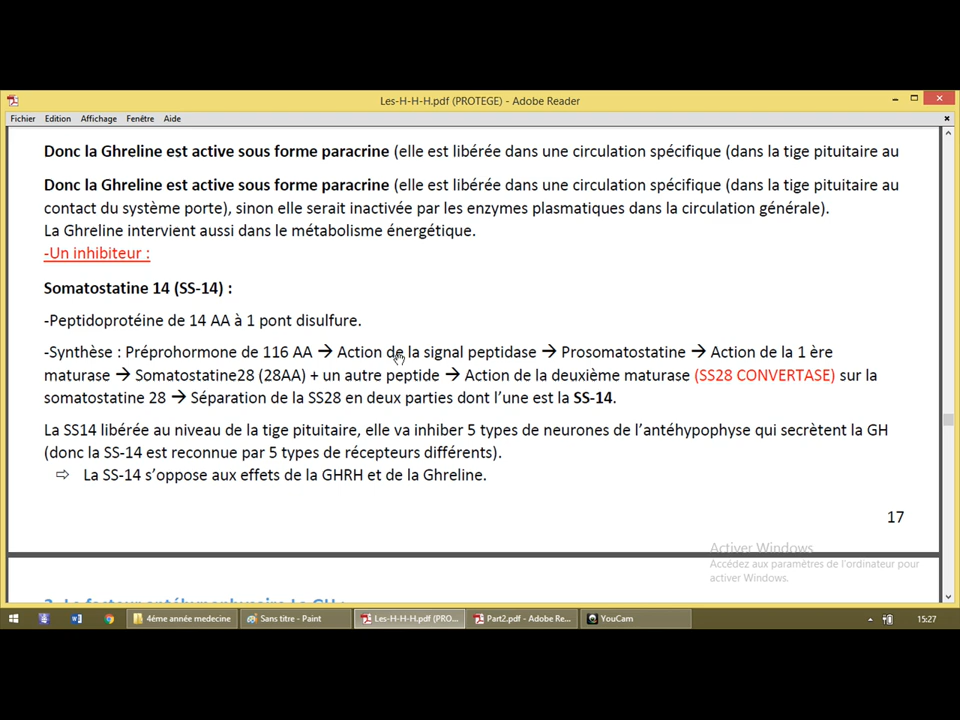 Les-H-H-H.pdf (PROTEGE) - Adobe Reader
Fichier Edition Affichage Fenêtre Aide
Donc la Ghreline est active sous forme paracrine (elle est libérée dans une circulation spécifique (dans la tige pituitaire au
Donc la Ghreline est active sous forme paracrine (elle est libérée dans une circulation spécifique (dans la tige pituitaire au
contact du système porte), sinon elle serait inactivée par les enzymes plasmatiques dans la circulation générale).
La Ghreline intervient aussi dans le métabolisme énergétique.
-Un inhibiteur :
Somatostatine 14 (SS-14) :
-Peptidoprotéine de 14 AA à 1 pont disulfure.
-Synthèse : Préprohormone de 116 AA → Action de la signal peptidase → Prosomatostatine → Action de la 1 ère
maturase → Somatostatine28 (28AA) + un autre peptide → Action de la deuxième maturase (SS28 CONVERTASE) sur la
somatostatine 28 → Séparation de la SS28 en deux parties dont l'une est la SS-14.
La SS14 libérée au niveau de la tige pituitaire, elle va inhiber 5 types de neurones de l'antéhypophyse qui secrètent la GH
(donc la SS-14 est reconnue par 5 types de récepteurs différents).
⇨ La SS-14 s'oppose aux effets de la GHRH et de la Ghreline.
17
Activer Windows
Accédez aux paramètres de l'ordinateur pour
activer Windows.
4éme année medecine Sans titre - Paint Les-H-H-H.pdf (PRO... Part2.pdf - Adobe Re... YouCam 15:27